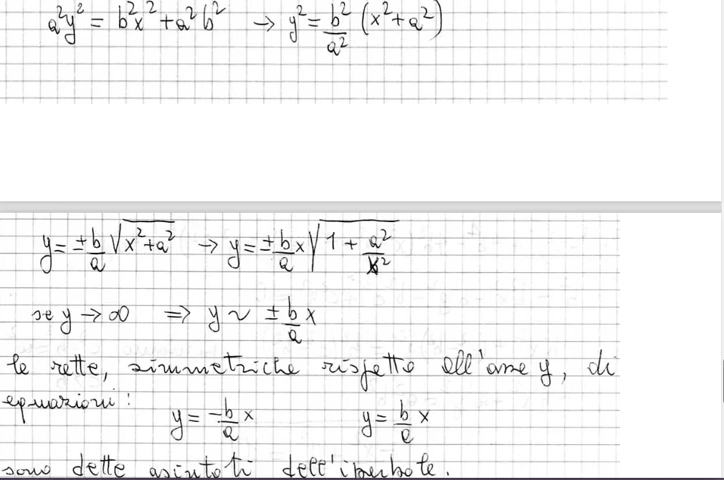 a²y² = b²x² + a²b² → y² = b²/a² (x² + a²)
y = ± b/a √(x² + a²) → y = ± b/a x √(1 + a²/x²)
se y → ∞ ⇒ y ~ ± b/a x
le rette, simmetriche rispetto all'asse y, di
equazioni:
y = - b/a x y = b/a x
sono dette asintoti dell'iperbole.